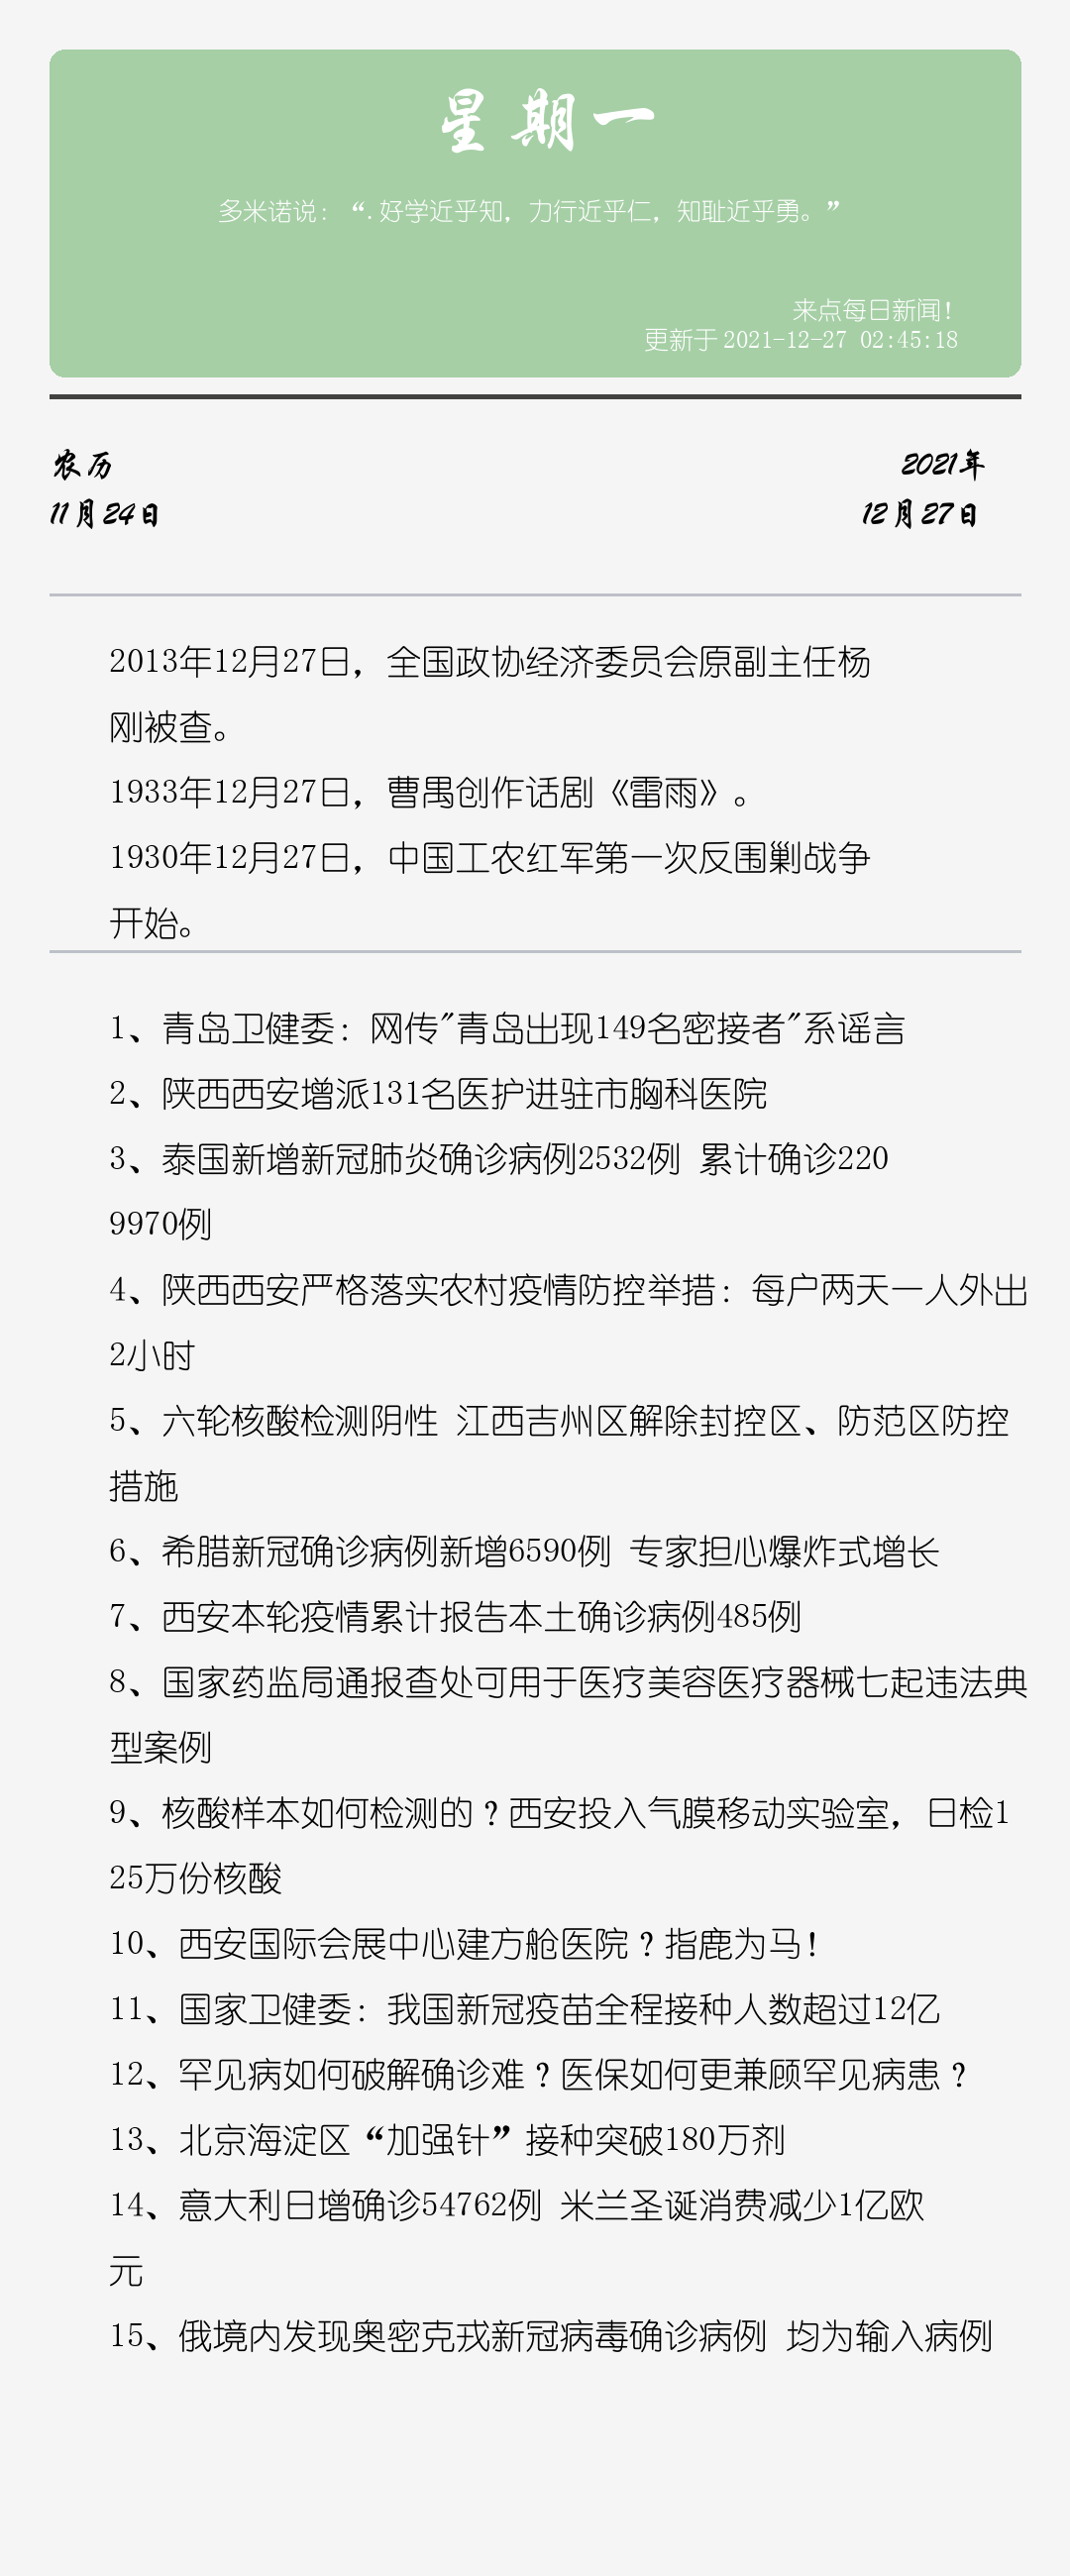 星期一
多米诺说：“.好学近乎知，力行近乎仁，知耻近乎勇。”
来点每日新闻!
更新于 2021-12-27 02:45:18
农历
11月24日
2021年
12月27日
2013年12月27日，全国政协经济委员会原副主任杨
刚被查。
1933年12月27日，曹禺创作话剧《雷雨》。
1930年12月27日，中国工农红军第一次反围剿战争
开始。
1、青岛卫健委：网传"青岛出现149名密接者"系谣言
2、陕西西安增派131名医护进驻市胸科医院
3、泰国新增新冠肺炎确诊病例2532例 累计确诊220
9970例
4、陕西西安严格落实农村疫情防控举措：每户两天一人外出
2小时
5、六轮核酸检测阴性 江西吉州区解除封控区、防范区防控
措施
6、希腊新冠确诊病例新增6590例 专家担心爆炸式增长
7、西安本轮疫情累计报告本土确诊病例485例
8、国家药监局通报查处可用于医疗美容医疗器械七起违法典
型案例
9、核酸样本如何检测的？西安投入气膜移动实验室，日检1
25万份核酸
10、西安国际会展中心建方舱医院？指鹿为马!
11、国家卫健委：我国新冠疫苗全程接种人数超过12亿
12、罕见病如何破解确诊难？医保如何更兼顾罕见病患？
13、北京海淀区“加强针”接种突破180万剂
14、意大利日增确诊54762例 米兰圣诞消费减少1亿欧
元
15、俄境内发现奥密克戎新冠病毒确诊病例 均为输入病例